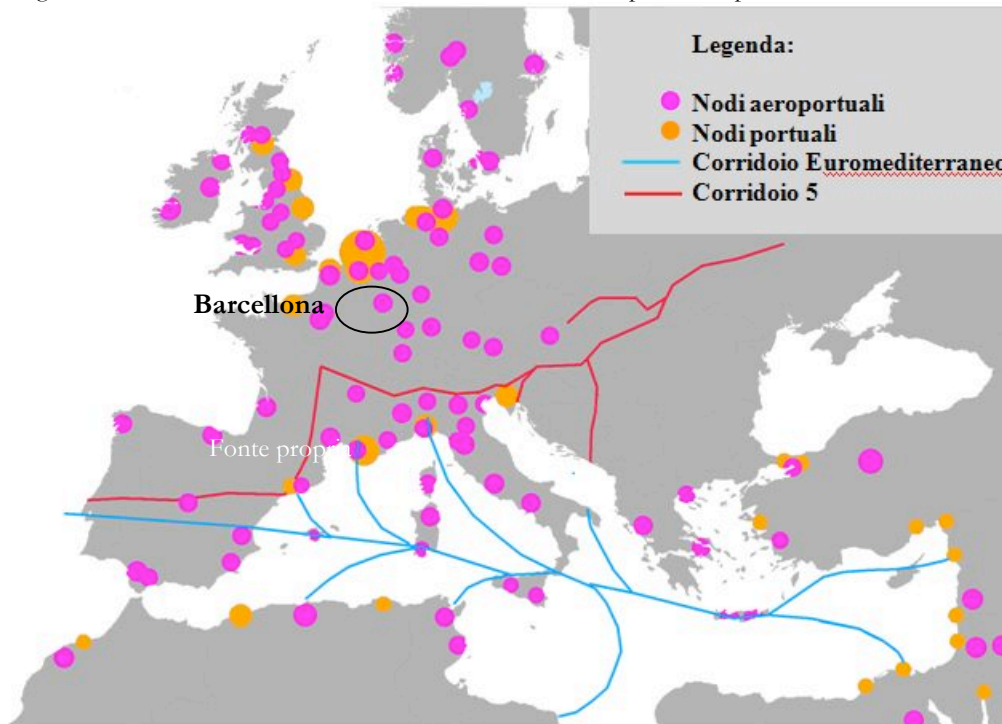 Legenda:
Nodi aeroportuali
Nodi portuali
Corridoio Euromediterraneo
Corridoio 5
Barcellona
Fonte propria